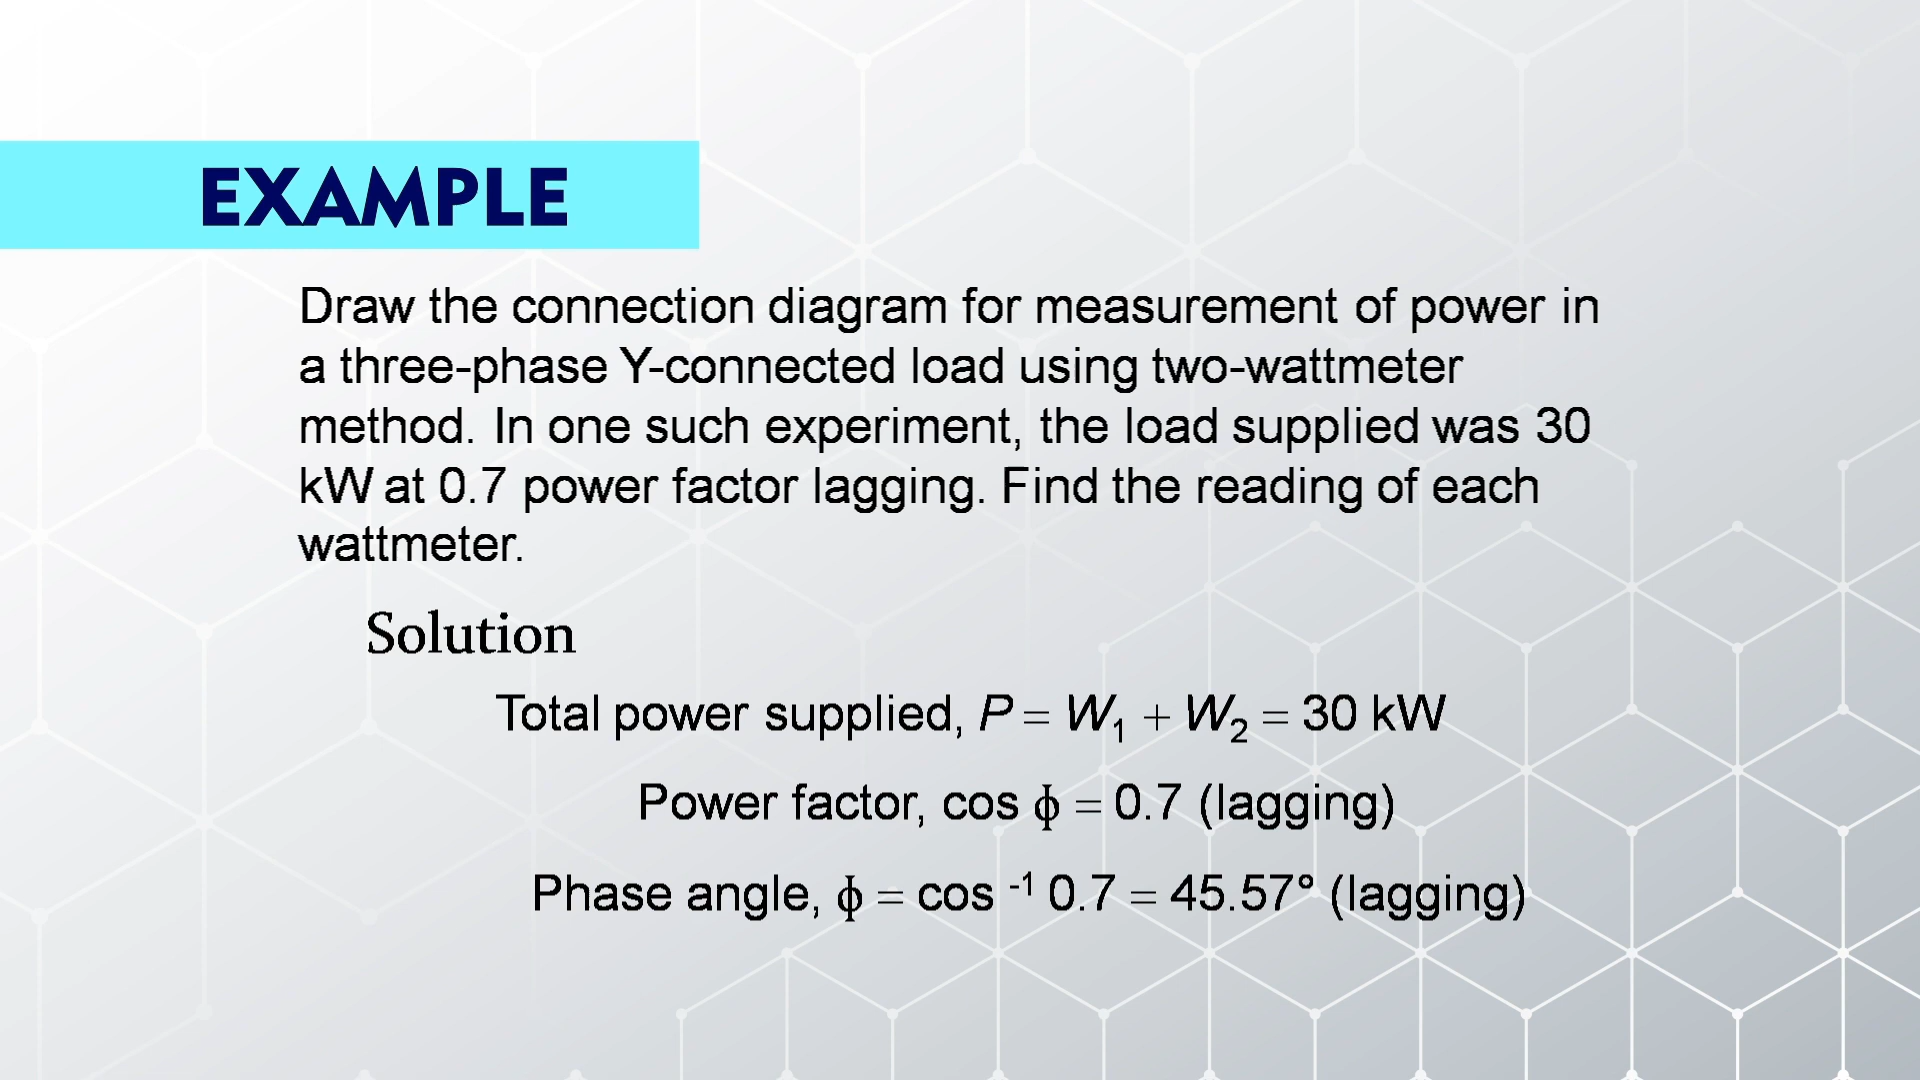 EXAMPLE
Draw the connection diagram for measurement of power in
a three-phase Y-connected load using two-wattmeter
method. In one such experiment, the load supplied was 30
kW at 0.7 power factor lagging. Find the reading of each
wattmeter.
Solution
Total power supplied, P = W₁ + W₂ = 30 kW
Power factor, cos ϕ = 0.7 (lagging)
Phase angle, ϕ = cos ⁻¹ 0.7 = 45.57° (lagging)